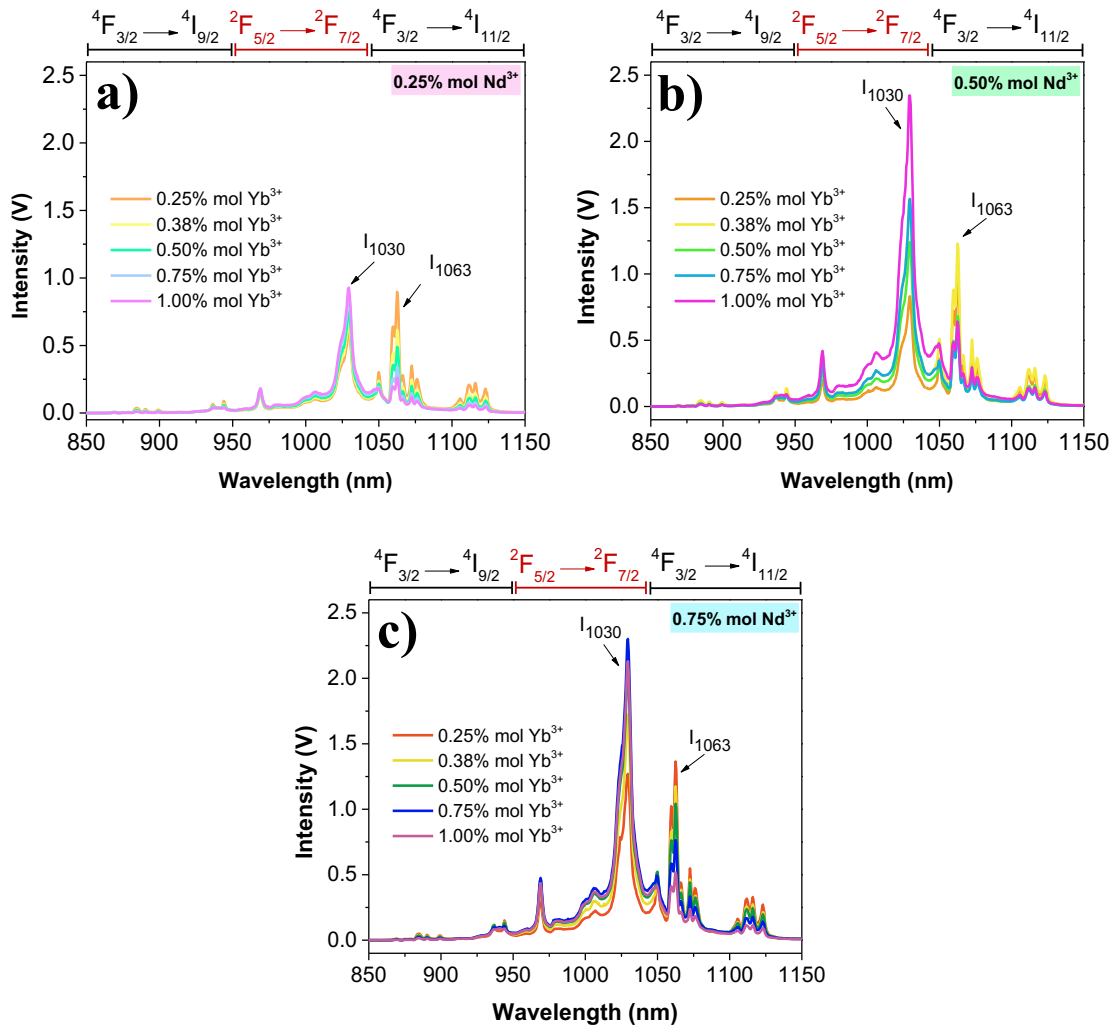 ⁴F₃/₂ → ⁴I₉/₂ ²F₅/₂ → ²F₇/₂ ⁴F₃/₂ → ⁴I₁₁/₂
a)
0.25% mol Nd³⁺
I₁₀₃₀
I₁₀₆₃
0.25% mol Yb³⁺
0.38% mol Yb³⁺
0.50% mol Yb³⁺
0.75% mol Yb³⁺
1.00% mol Yb³⁺
Intensity (V)
2.5
2.0
1.5
1.0
0.5
0.0
850 900 950 1000 1050 1100 1150
Wavelength (nm)
⁴F₃/₂ → ⁴I₉/₂ ²F₅/₂ → ²F₇/₂ ⁴F₃/₂ → ⁴I₁₁/₂
b)
0.50% mol Nd³⁺
I₁₀₃₀
I₁₀₆₃
0.25% mol Yb³⁺
0.38% mol Yb³⁺
0.50% mol Yb³⁺
0.75% mol Yb³⁺
1.00% mol Yb³⁺
Intensity (V)
2.5
2.0
1.5
1.0
0.5
0.0
850 900 950 1000 1050 1100 1150
Wavelength (nm)
⁴F₃/₂ → ⁴I₉/₂ ²F₅/₂ → ²F₇/₂ ⁴F₃/₂ → ⁴I₁₁/₂
c)
0.75% mol Nd³⁺
I₁₀₃₀
I₁₀₆₃
0.25% mol Yb³⁺
0.38% mol Yb³⁺
0.50% mol Yb³⁺
0.75% mol Yb³⁺
1.00% mol Yb³⁺
Intensity (V)
2.5
2.0
1.5
1.0
0.5
0.0
850 900 950 1000 1050 1100 1150
Wavelength (nm)